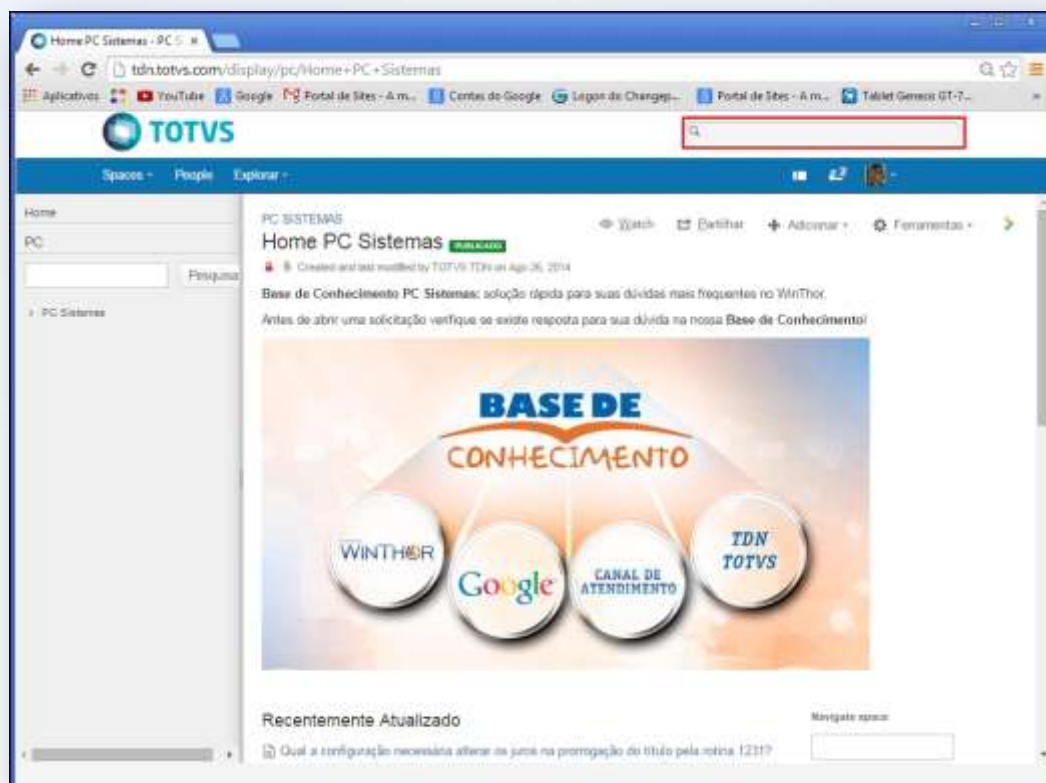 Home PC Sistemas - PC S
tdn.totvs.com/display/pc/Home+PC+Sistemas
Aplicativos YouTube Google Portal de Sites - A m... Contas do Google Logon do Changep... Portal de Sites - A m... Tablet Genesis GT-7...
TOTVS
Spaces People Explorar
Home
PC
Pesquisa
PC Sistemas
PC SISTEMAS
Watch Partilhar Adicionar Ferramentas
Home PC Sistemas PUBLICADO
Created and last modified by TOTVS TDN on Ago 26, 2014
Base de Conhecimento PC Sistemas: solução rápida para suas dúvidas mais frequentes no WinThor.
Antes de abrir uma solicitação verifique se existe resposta para sua dúvida na nossa Base de Conhecimento!
BASE DE
CONHECIMENTO
WINTHOR
Google
CANAL DE
ATENDIMENTO
TDN
TOTVS
Recentemente Atualizado
Navigate space
Qual a configuração necessária alterar os juros na prorrogação do título pela rotina 1231?